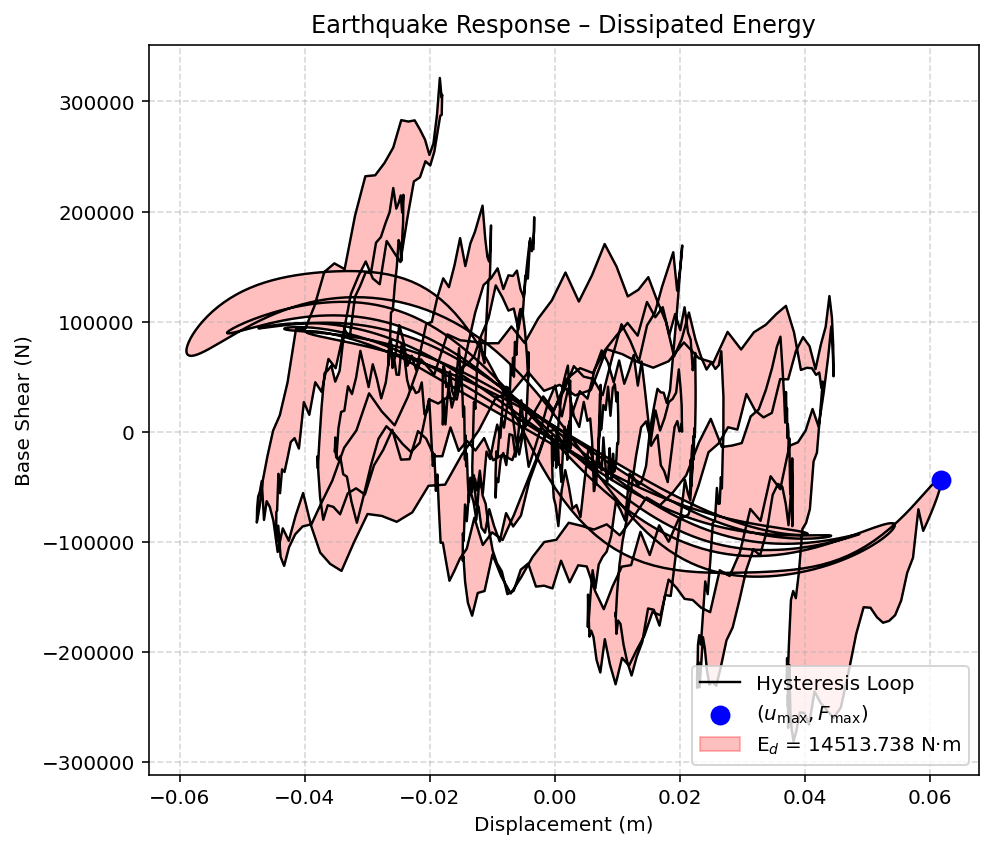 Earthquake Response – Dissipated Energy
Base Shear (N)
300000
200000
100000
0
−100000
−200000
−300000
−0.06
−0.04
−0.02
0.00
0.02
0.04
0.06
Displacement (m)
Hysteresis Loop
(u_max, F_max)
E_d = 14513.738 N·m